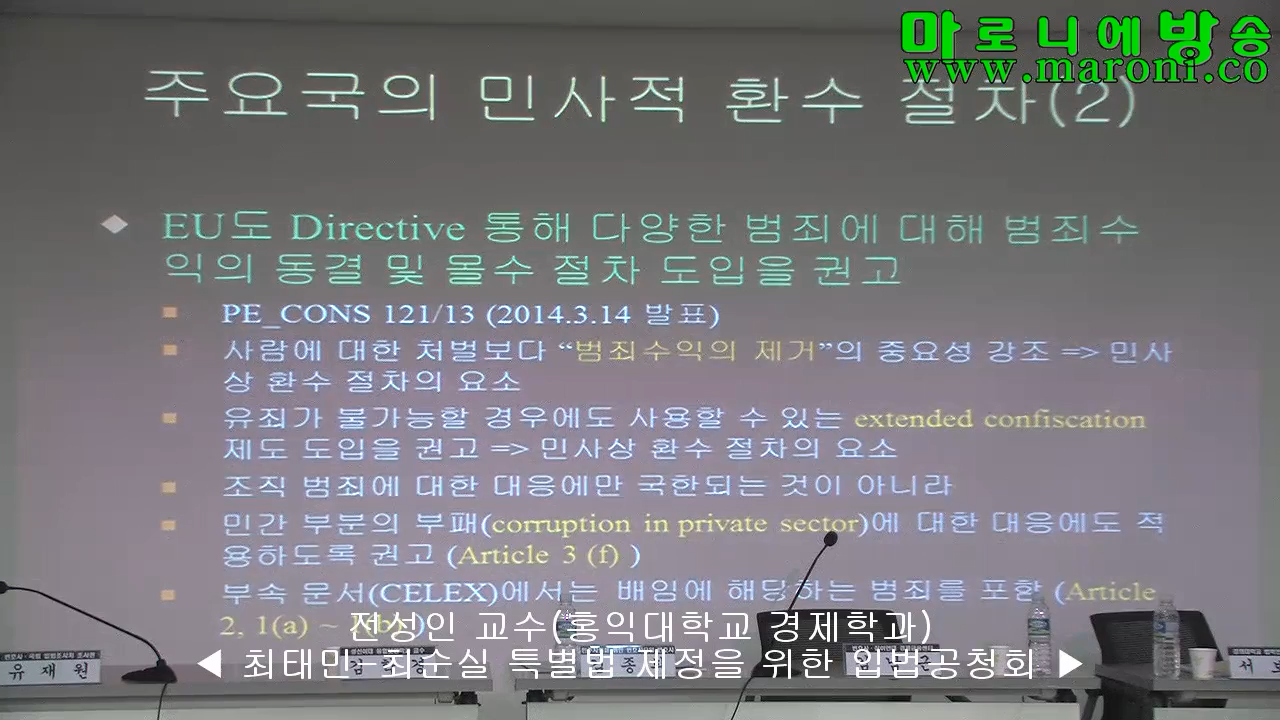 마로니에방송
www.maroni.co
주요국의 민사적 환수 절차(2)
EU도 Directive 통해 다양한 범죄에 대해 범죄수
익의 동결 및 몰수 절차 도입을 권고
PE_CONS 121/13 (2014.3.14 발표)
사람에 대한 처벌보다 “범죄수익의 제거”의 중요성 강조 => 민사
상 환수 절차의 요소
유죄가 불가능할 경우에도 사용할 수 있는 extended confiscation
제도 도입을 권고 => 민사상 환수 절차의 요소
조직 범죄에 대한 대응에만 국한되는 것이 아니라
민간 부분의 부패(corruption in private sector)에 대한 대응에도 적
용하도록 권고 (Article 3 (f) )
부속 운서(CELEX)에서는 배임에 해당하는 범죄를 포함 (Article
2, 1(a) ~
전성인 교수(홍익대학교 경제학과)
◀ 최태민-최순실 특별법 제정을 위한 입법공청회 ▶
유 재 원
김
경
종
서